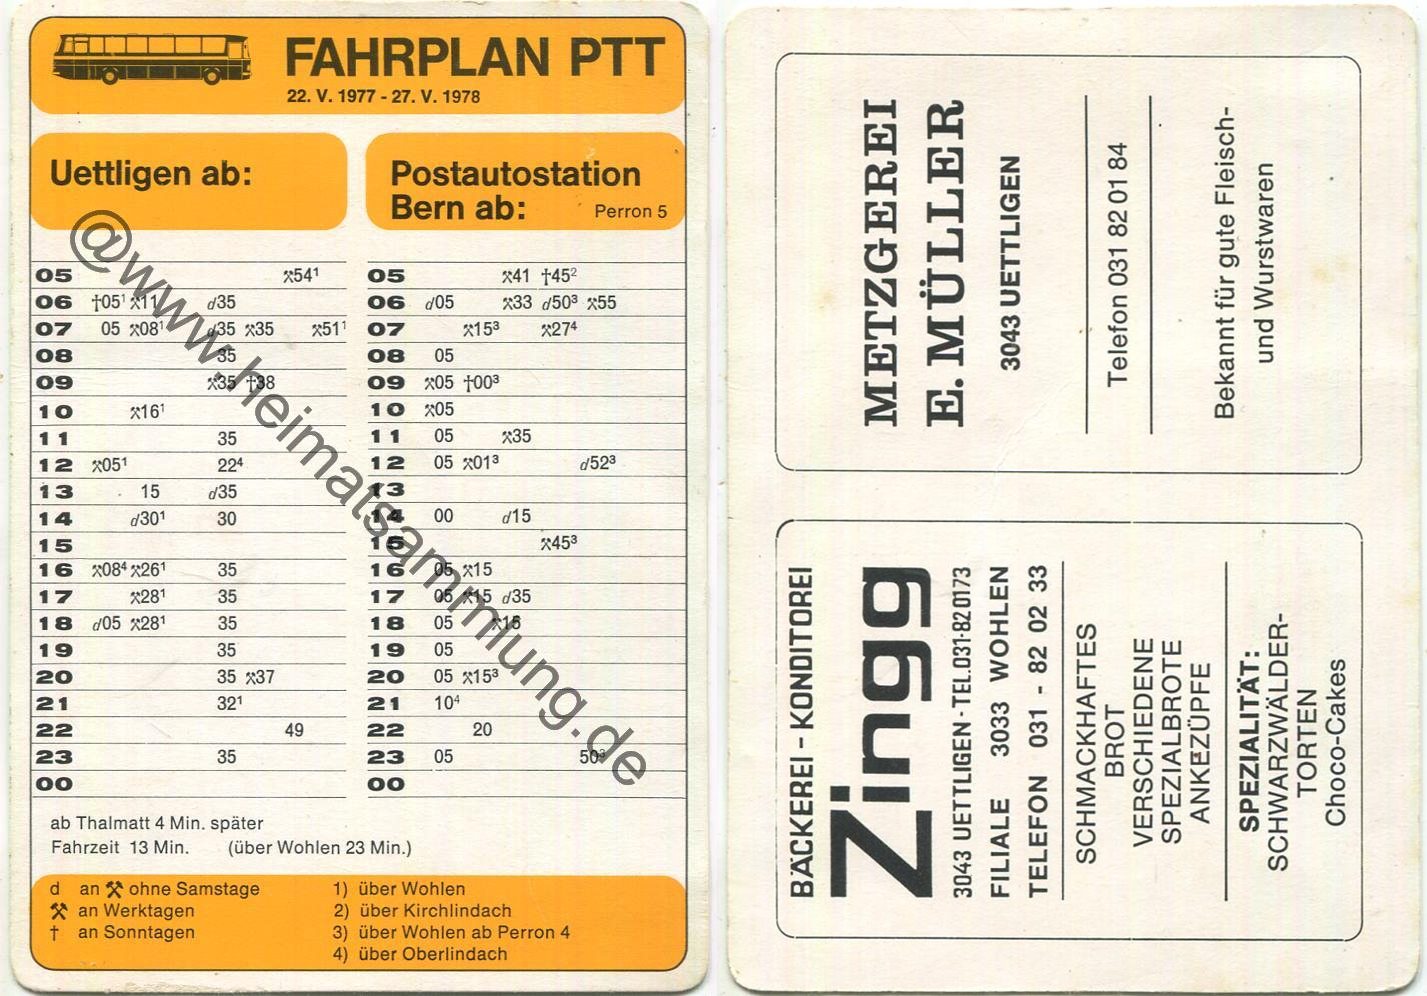 FAHRPLAN PTT
22. V. 1977 - 27. V. 1978
Uettligen ab:
05 ⚒54¹
06 †05¹ ⚒11 d35
07 05 ⚒08¹ d35 ⚒35 ⚒51¹
08 35
09 ⚒35 †38
10 ⚒16¹
11 35
12 ⚒05¹ 22⁴
13 15 d35
14 d30¹ 30
15
16 ⚒08⁴ ⚒26¹ 35
17 ⚒28¹ 35
18 d05 ⚒28¹ 35
19 35
20 35 ⚒37
21 32¹
22 49
23 35
00
Postautostation
Bern ab: Perron 5
05 ⚒41 †45²
06 d05 ⚒33 d50³ ⚒55
07 ⚒15³ ⚒27⁴
08 05
09 ⚒05 †00³
10 ⚒05
11 05 ⚒35
12 05 ⚒01³ d52³
13
14 00 d15
15 ⚒45³
16 05 ⚒15
17 05 ⚒15 d35
18 05 ⚒15
19 05
20 05 ⚒15³
21 10⁴
22 20
23 05 50³
00
ab Thalmatt 4 Min. später
Fahrzeit 13 Min. (über Wohlen 23 Min.)
d an ⚒ ohne Samstage
⚒ an Werktagen
† an Sonntagen
1) über Wohlen
2) über Kirchlindach
3) über Wohlen ab Perron 4
4) über Oberlindach
@www.heimatsammlung.de
METZGEREI
E. MÜLLER
3043 UETTLIGEN
Telefon 031 82 01 84
Bekannt für gute Fleisch-
und Wurstwaren
BÄCKEREI - KONDITOREI
Zingg
3043 UETTLIGEN - TEL.031-82 0173
FILIALE 3033 WOHLEN
TELEFON 031 - 82 02 33
SCHMACKHAFTES
BROT
VERSCHIEDENE
SPEZIALBROTE
ANKEZÜPFE
SPEZIALITÄT:
SCHWARZWÄLDER-
TORTEN
Choco-Cakes